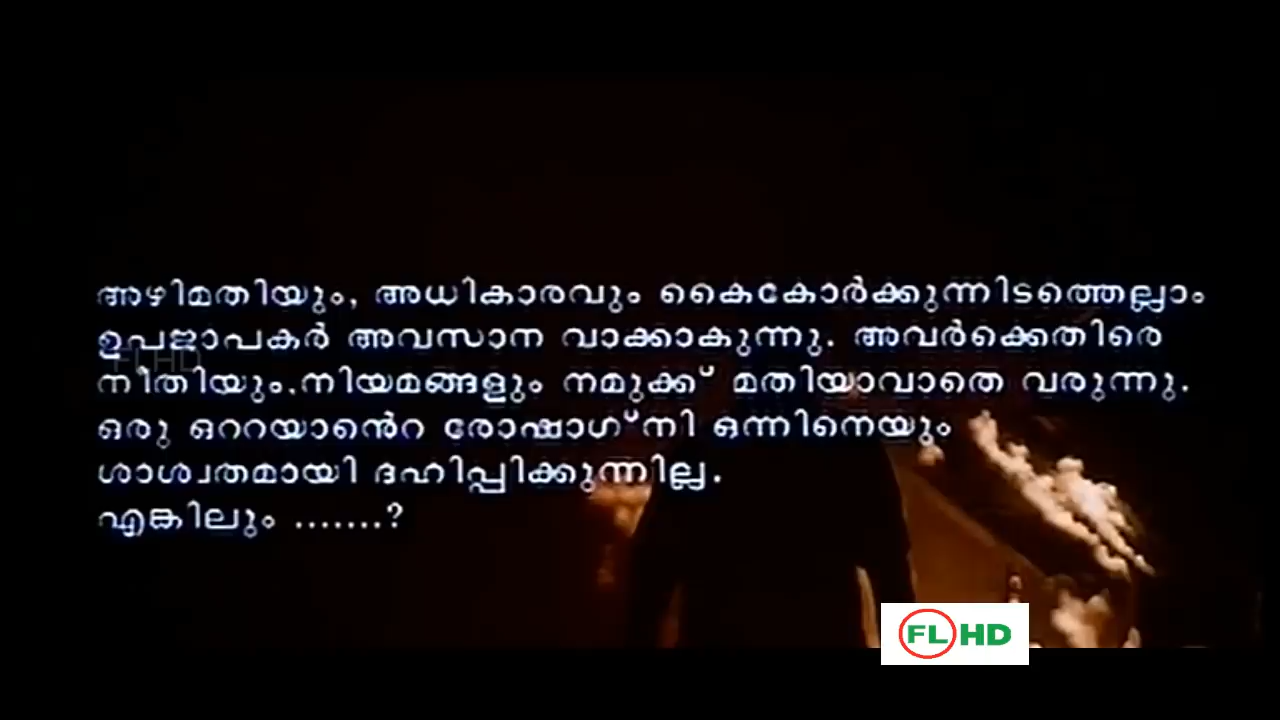 അഴിമതിയും, അധികാരവും കൈകോർക്കുന്നിടത്തെല്ലാം
ഉപജാപകർ അവസാന വാക്കാകുന്നു. അവർക്കെതിരെ
നീതിയും.നിയമങ്ങളും നമുക്ക് മതിയാവാതെ വരുന്നു.
ഒരു ഒററയാന്റെ രോഷാഗ്നി ഒന്നിനെയും
ശാശ്വതമായി ദഹിപ്പിക്കുന്നില്ല.
എങ്കിലും .......?
FLHD
FL HD